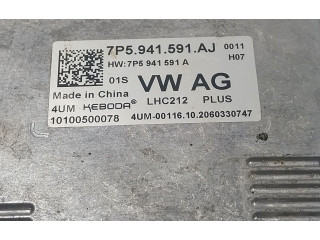 7P5.941.591.AJ 0011
HW:7P5 941 591 A H07
01S VW AG
Made in China
4UM KEBODA LHC212 PLUS
10100500078 4UM-00116.10.2060330747